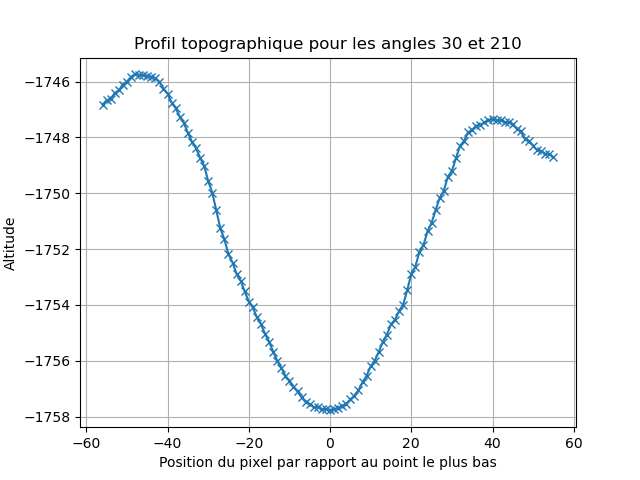 Profil topographique pour les angles 30 et 210
Altitude
−1746
−1748
−1750
−1752
−1754
−1756
−1758
−60 −40 −20 0 20 40 60
Position du pixel par rapport au point le plus bas